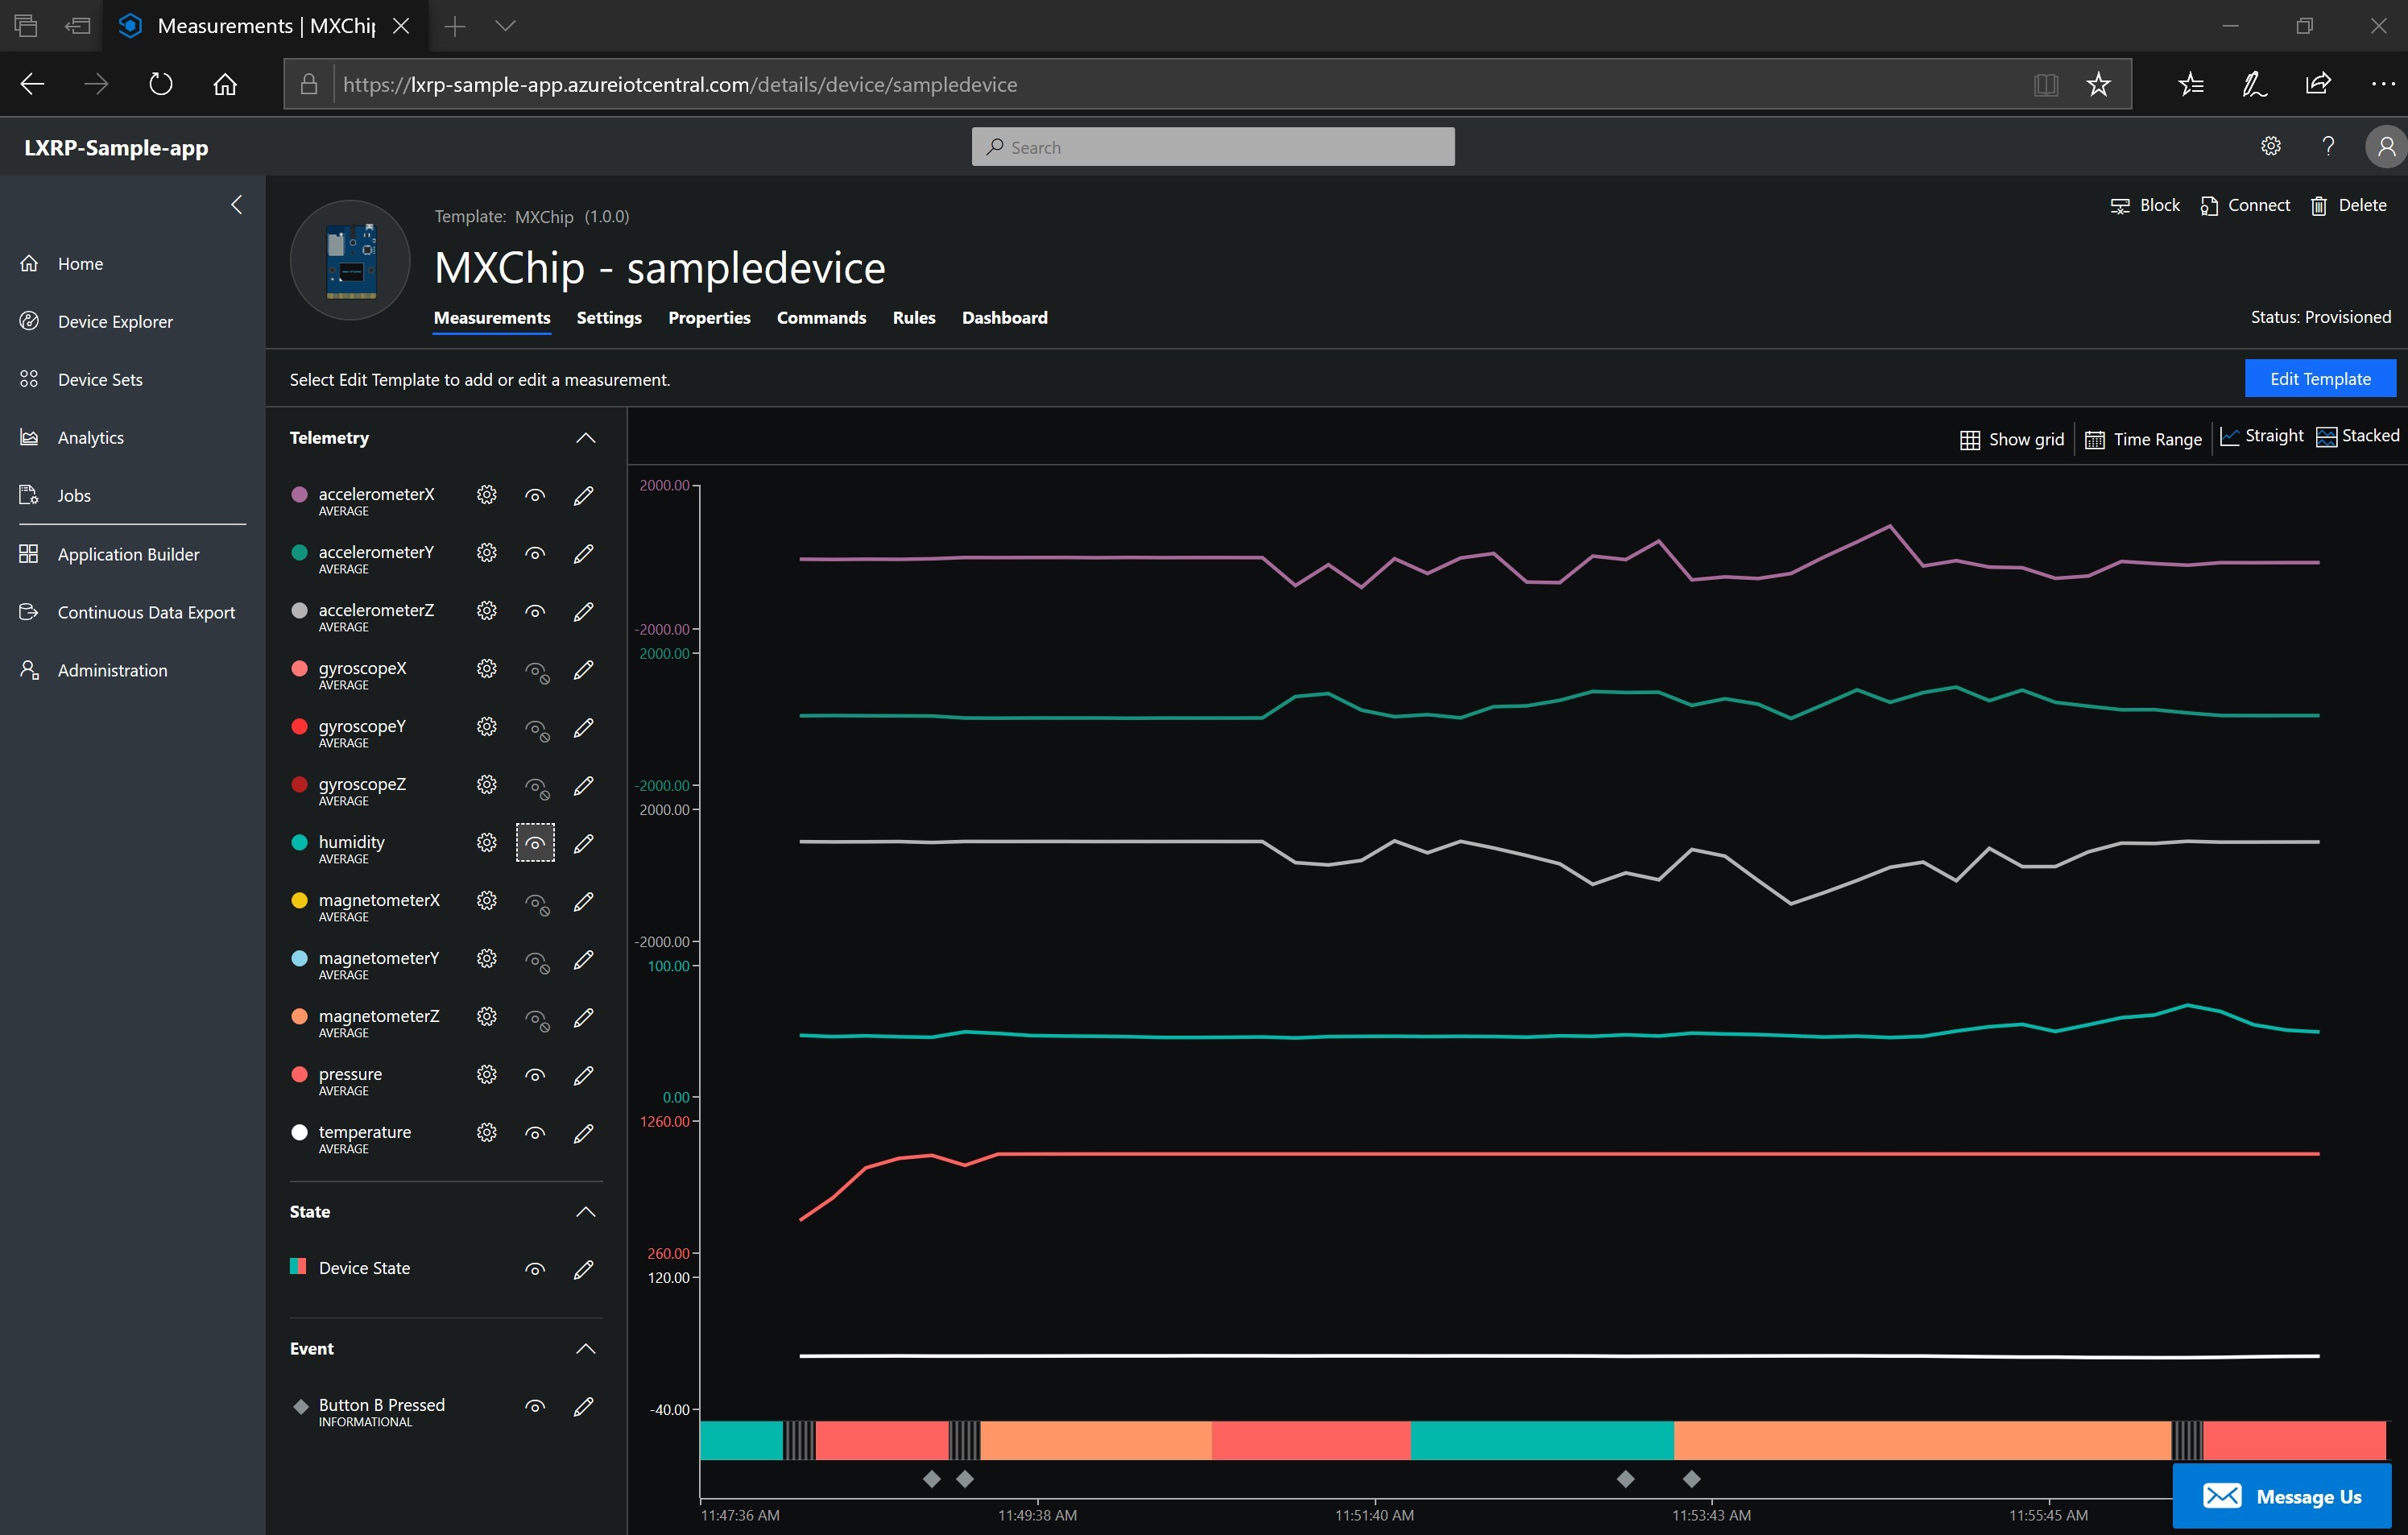 Measurements | MXChip
https://lxrp-sample-app.azureiotcentral.com/details/device/sampledevice
LXRP-Sample-app
Search
Template: MXChip (1.0.0)
Block
Connect
Delete
MXChip - sampledevice
Measurements
Settings
Properties
Commands
Rules
Dashboard
Status: Provisioned
Home
Device Explorer
Device Sets
Analytics
Jobs
Application Builder
Continuous Data Export
Administration
Select Edit Template to add or edit a measurement.
Edit Template
Telemetry
accelerometerX
AVERAGE
accelerometerY
AVERAGE
accelerometerZ
AVERAGE
gyroscopeX
AVERAGE
gyroscopeY
AVERAGE
gyroscopeZ
AVERAGE
humidity
AVERAGE
magnetometerX
AVERAGE
magnetometerY
AVERAGE
magnetometerZ
AVERAGE
pressure
AVERAGE
temperature
AVERAGE
State
Device State
Event
Button B Pressed
INFORMATIONAL
Show grid
Time Range
Straight
Stacked
2000.00
-2000.00
2000.00
-2000.00
2000.00
-2000.00
100.00
0.00
1260.00
260.00
120.00
-40.00
11:47:36 AM
11:49:38 AM
11:51:40 AM
11:53:43 AM
11:55:45 AM
Message Us